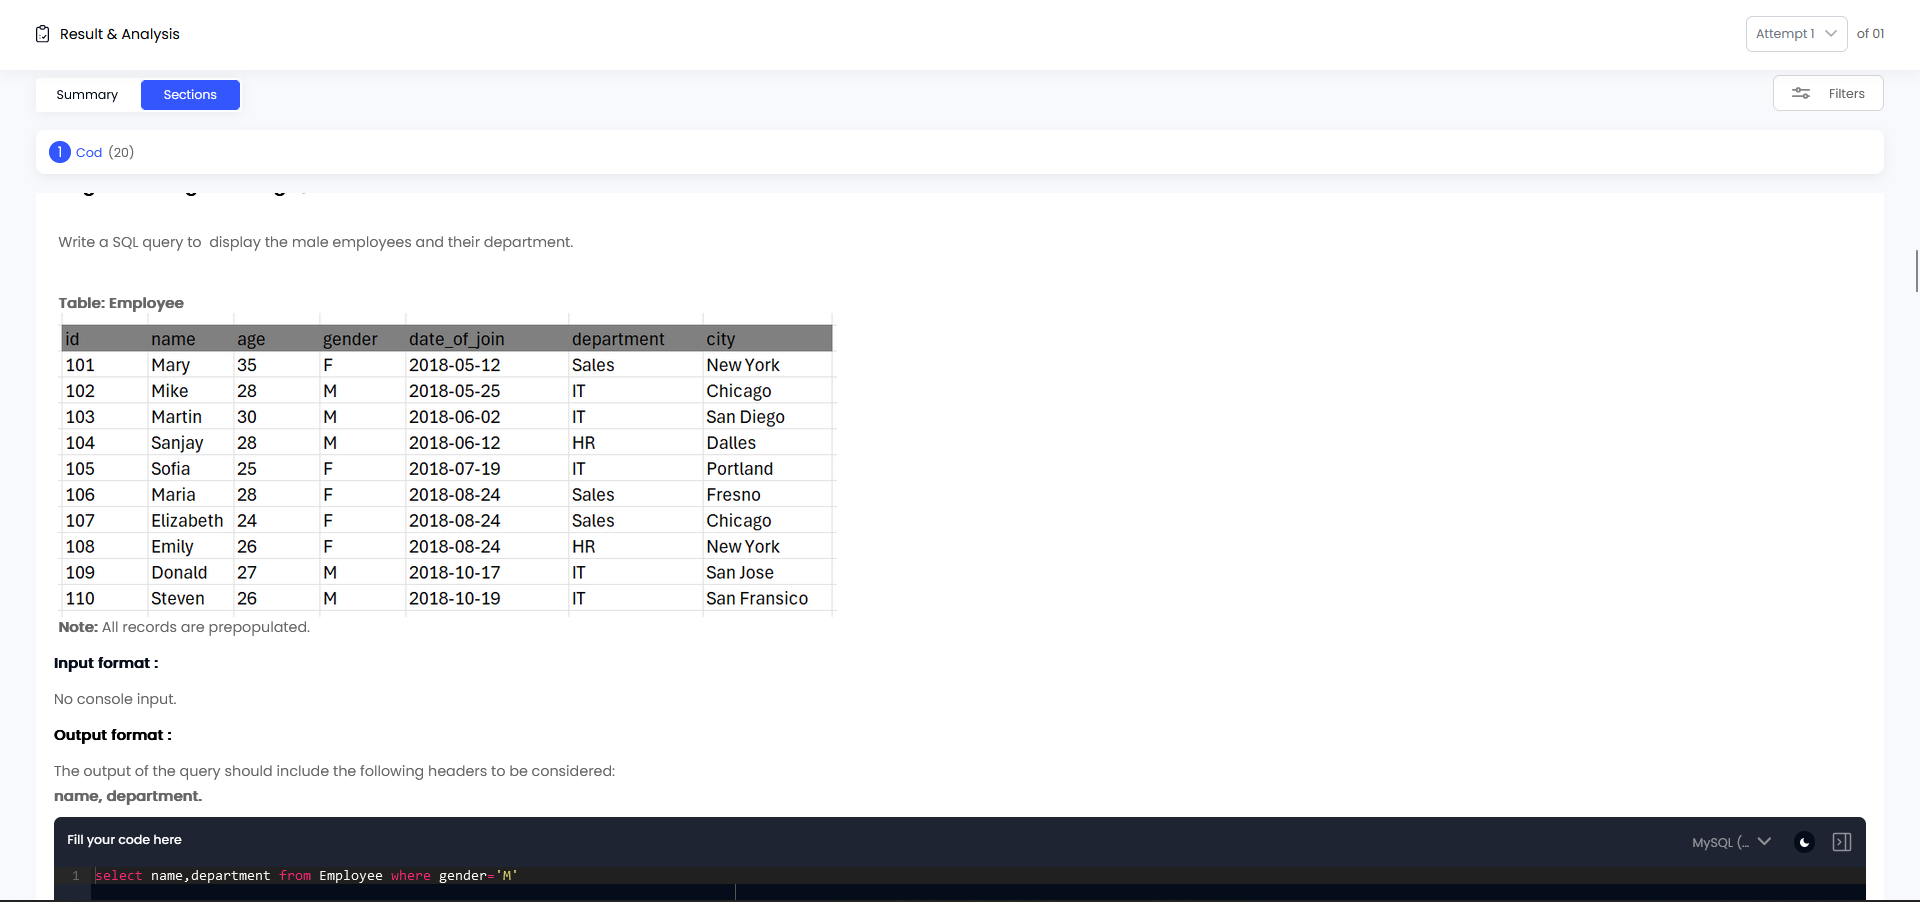 Result & Analysis
Attempt 1 of 01
Summary Sections Filters
1 Cod (20)
Write a SQL query to display the male employees and their department.
Table: Employee
id name age gender date_of_join department city
101 Mary 35 F 2018-05-12 Sales New York
102 Mike 28 M 2018-05-25 IT Chicago
103 Martin 30 M 2018-06-02 IT San Diego
104 Sanjay 28 M 2018-06-12 HR Dalles
105 Sofia 25 F 2018-07-19 IT Portland
106 Maria 28 F 2018-08-24 Sales Fresno
107 Elizabeth 24 F 2018-08-24 Sales Chicago
108 Emily 26 F 2018-08-24 HR New York
109 Donald 27 M 2018-10-17 IT San Jose
110 Steven 26 M 2018-10-19 IT San Fransico
Note: All records are prepopulated.
Input format :
No console input.
Output format :
The output of the query should include the following headers to be considered:
name, department.
Fill your code here MySQL (...
1 select name,department from Employee where gender='M'